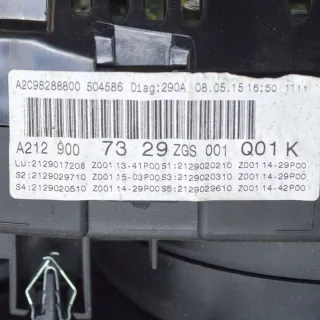 A2C98288800 504586 Diag:290A 08.05.15 16:50 1111
A212 900 73 29 ZGS 001 Q01 K
LU:2129017208 Z001 13-41P00 S1:2129020210 Z001 14-29P00
S2:2129029710 Z001 15-03P00 S3:2129020310 Z001 14-29P00
S4:2129020510 Z001 14-29P00 S5:2129029610 Z001 14-42P00